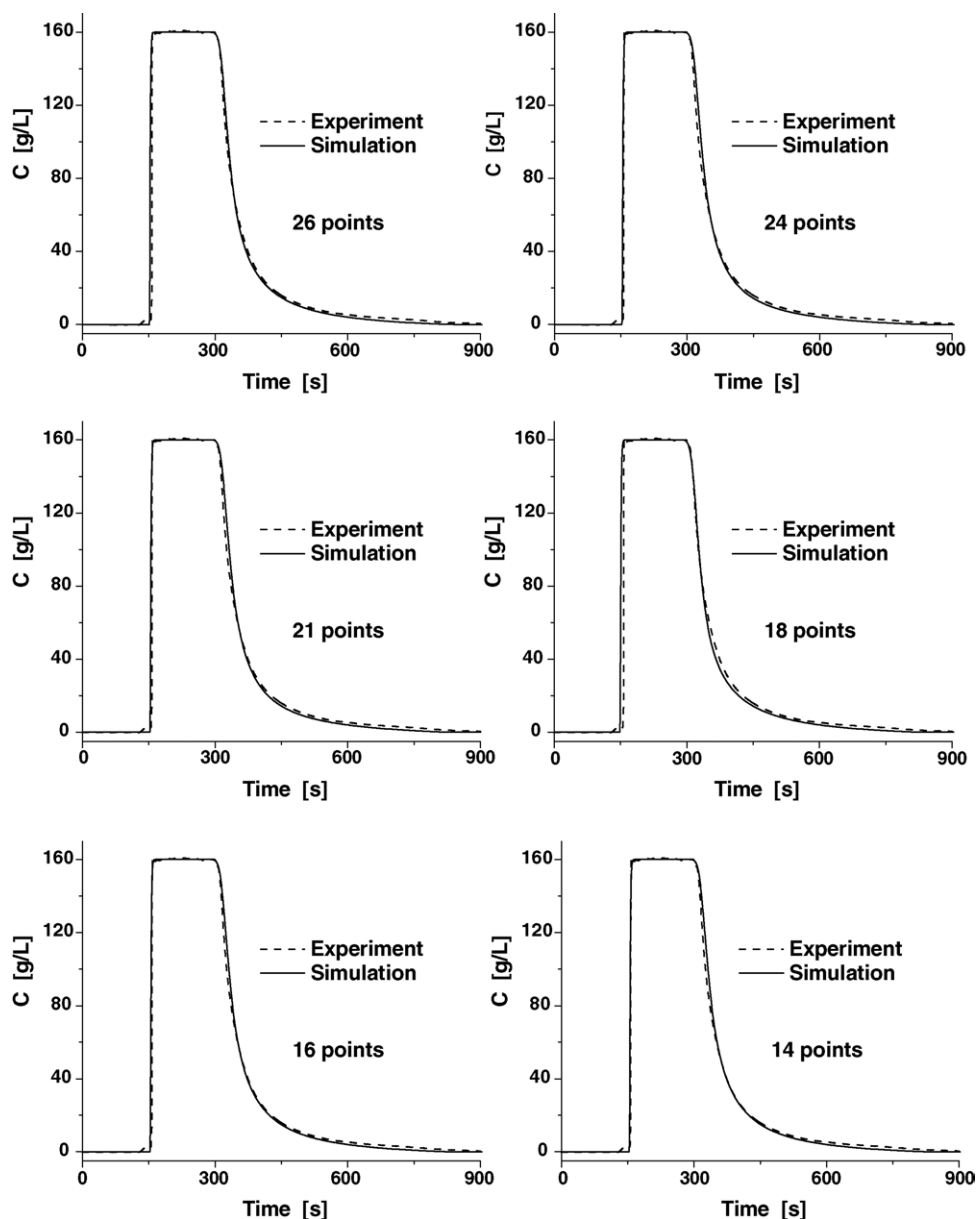 160
120
80
40
0
C [g/L]
Experiment
Simulation
26 points
0 300 600 900
Time [s]
160
120
80
40
0
C [g/L]
Experiment
Simulation
24 points
0 300 600 900
Time [s]
160
120
80
40
0
C [g/L]
Experiment
Simulation
21 points
0 300 600 900
Time [s]
160
120
80
40
0
C [g/L]
Experiment
Simulation
18 points
0 300 600 900
Time [s]
160
120
80
40
0
C [g/L]
Experiment
Simulation
16 points
0 300 600 900
Time [s]
160
120
80
40
0
C [g/L]
Experiment
Simulation
14 points
0 300 600 900
Time [s]